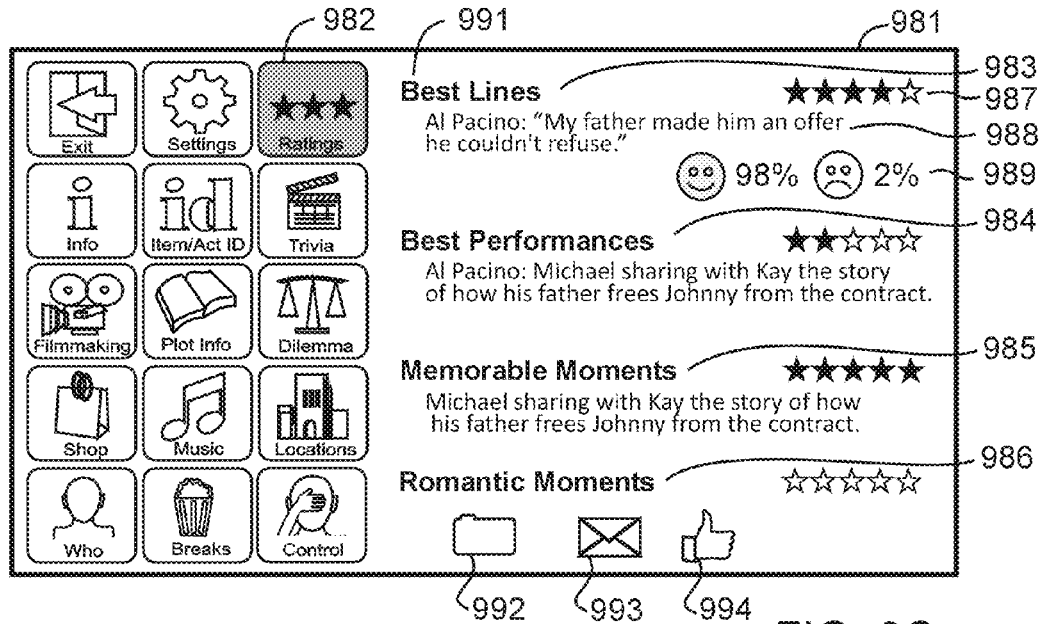 982 991 981
Exit Settings Ratings
Info Item/Act ID Trivia
Filmmaking Plot Info Dilemma
Shop Music Locations
Who Breaks Control
Best Lines 983
987
Al Pacino: "My father made him an offer 988
he couldn't refuse."
98% 2% 989
984
Best Performances
Al Pacino: Michael sharing with Kay the story
of how his father frees Johnny from the contract.
985
Memorable Moments
Michael sharing with Kay the story of how
his father frees Johnny from the contract.
986
Romantic Moments
992 993 994